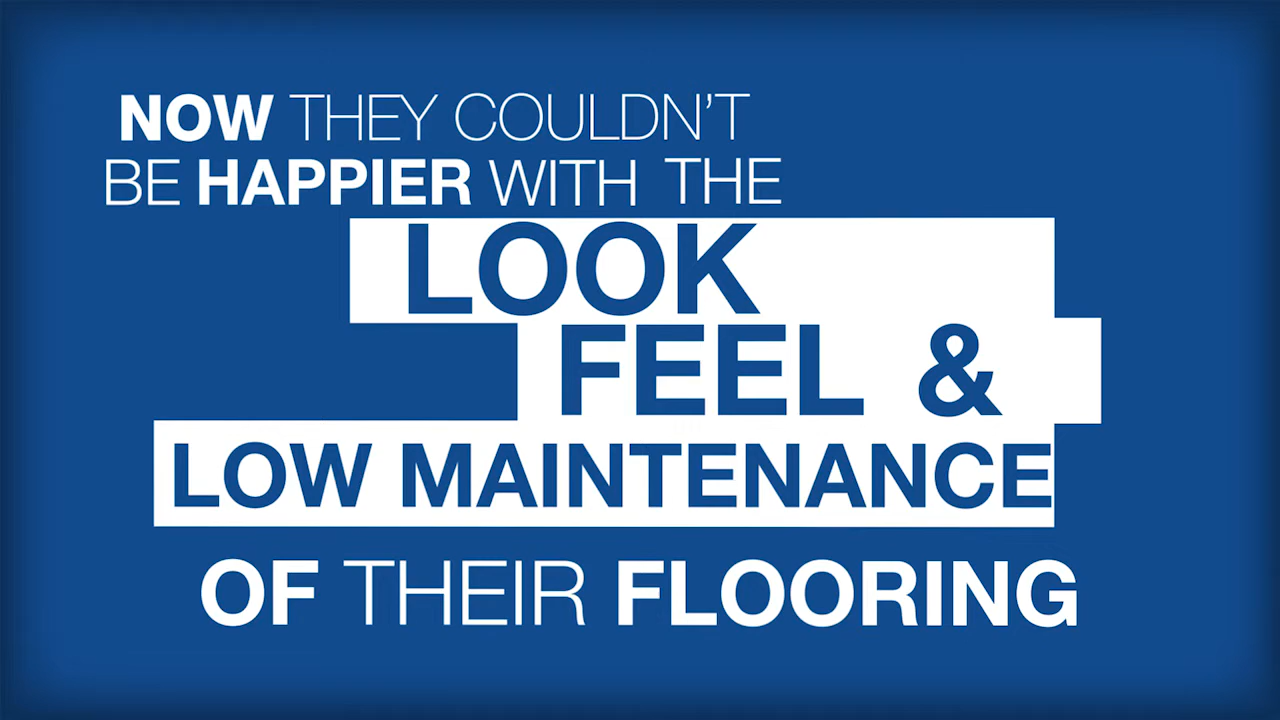 NOW THEY COULDN'T
BE HAPPIER WITH THE
LOOK
FEEL &
LOW MAINTENANCE
OF THEIR FLOORING